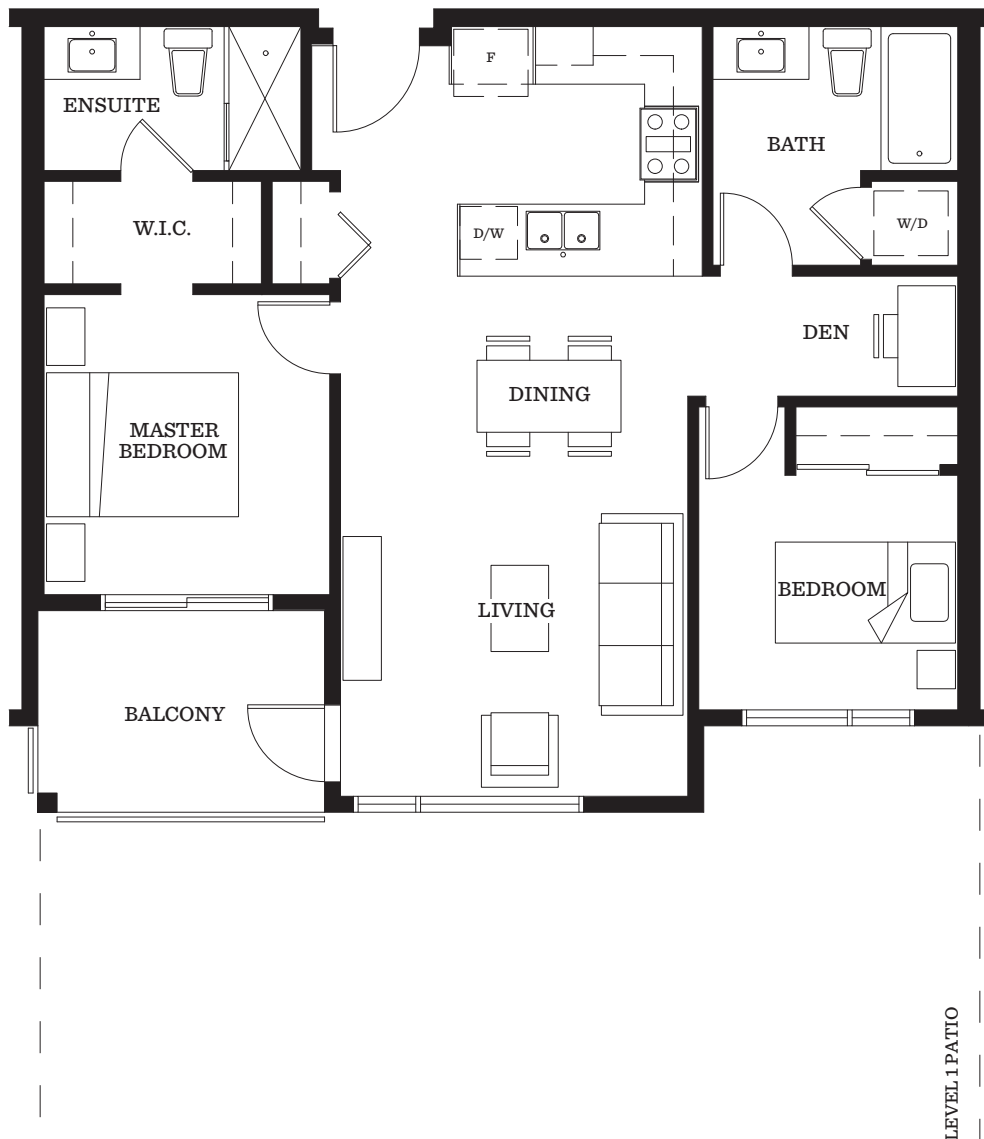 F
ENSUITE
BATH
W.I.C.
D/W
W/D
DEN
DINING
MASTER
BEDROOM
BEDROOM
LIVING
BALCONY
LEVEL 1 PATIO